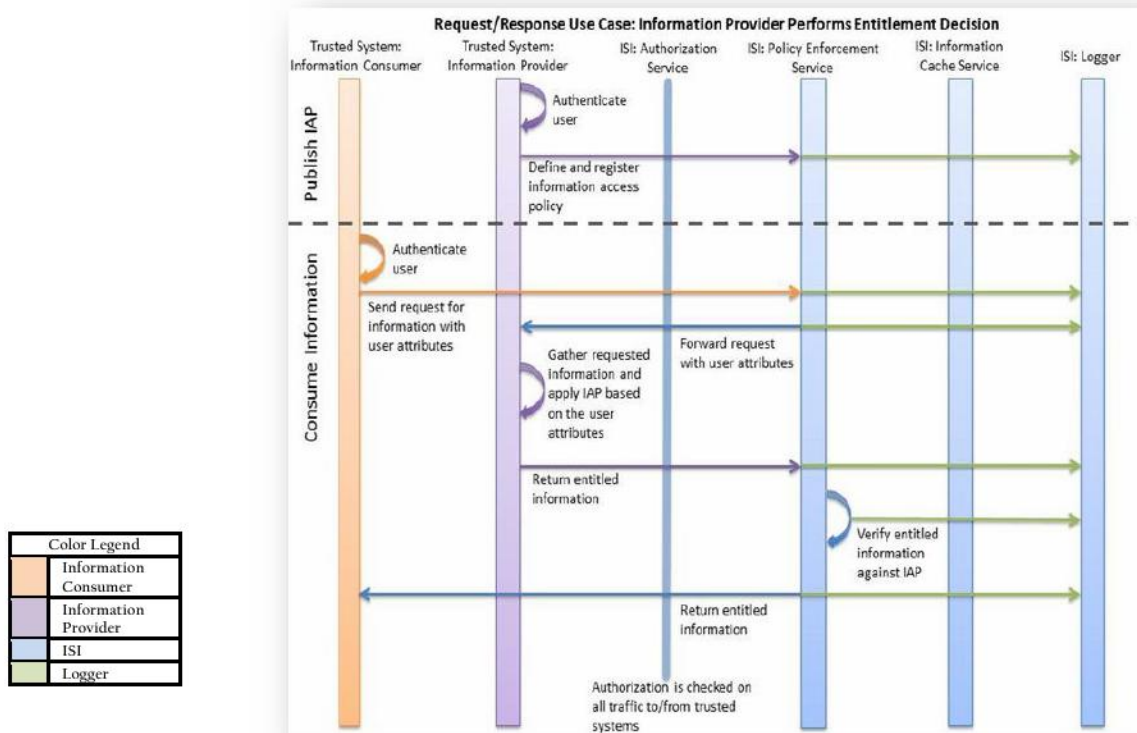 Request/Response Use Case: Information Provider Performs Entitlement Decision
Trusted System:
Information Consumer
Trusted System:
Information Provider
ISI: Authorization
Service
ISI: Policy Enforcement
Service
ISI: Information
Cache Service
ISI: Logger
Publish IAP
Authenticate
user
Define and register
information access
policy
Consume Information
Authenticate
user
Send request for
information with
user attributes
Forward request
with user attributes
Gather requested
information and
apply IAP based
on the user
attributes
Return entitled
information
Verify entitled
information
against IAP
Return entitled
information
Authorization is checked on
all traffic to/from trusted
systems
Color Legend
Information
Consumer
Information
Provider
ISI
Logger